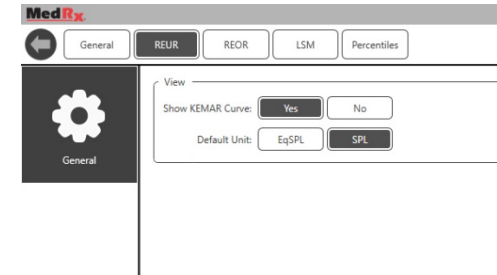 MedRx
General REUR REOR LSM Percentiles
View
Show KEMAR Curve: Yes No
Default Unit: EqSPL SPL
General